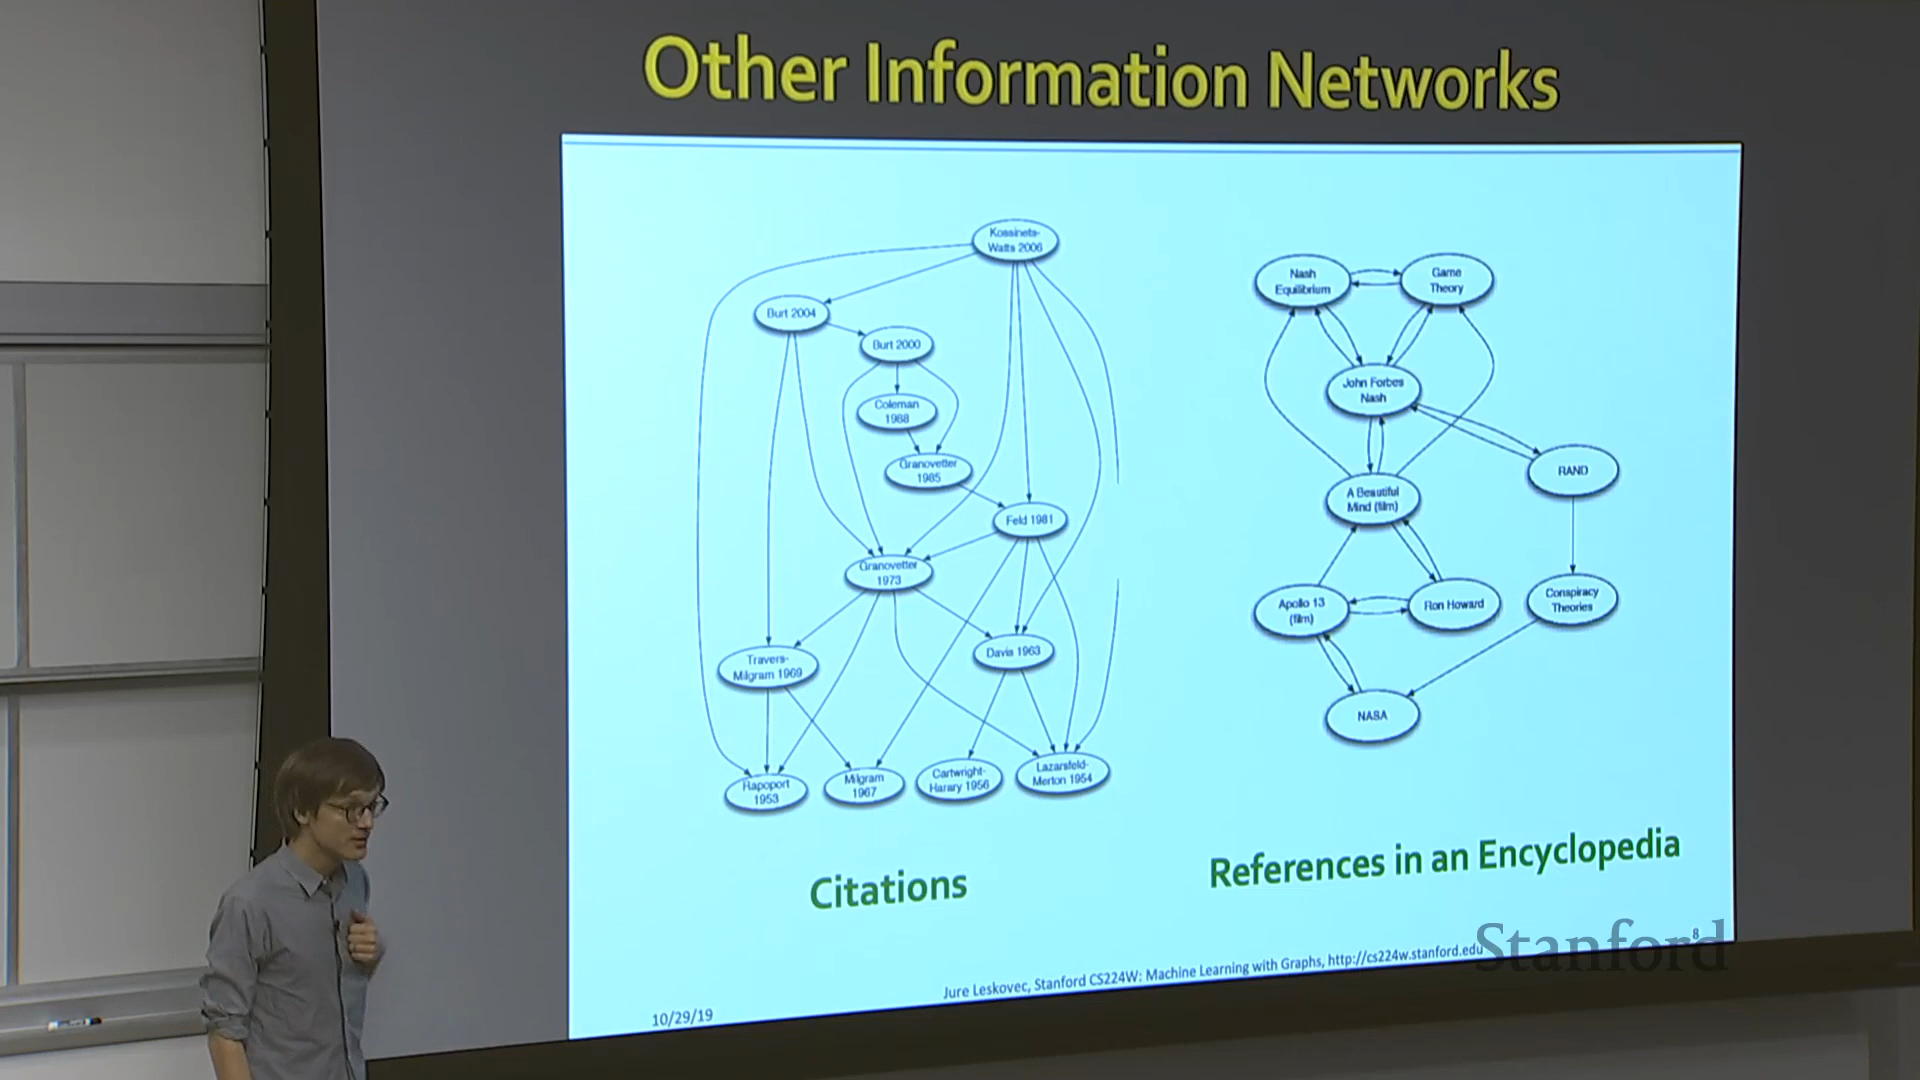 Other Information Networks
Kossinets-
Watts 2006
Burt 2004
Burt 2000
Coleman
1988
Granovetter
1985
Feld 1981
Granovetter
1973
Travers-
Milgram 1969
Davis 1963
Rapoport
1953
Milgram
1967
Cartwright-
Harary 1956
Lazarsfeld-
Merton 1954
Citations
Nash
Equilibrium
Game
Theory
John Forbes
Nash
RAND
A Beautiful
Mind (film)
Apollo 13
(film)
Ron Howard
Conspiracy
Theories
NASA
References in an Encyclopedia
10/29/19
Jure Leskovec, Stanford CS224W: Machine Learning with Graphs, http://cs224w.stanford.edu
8
Stanford